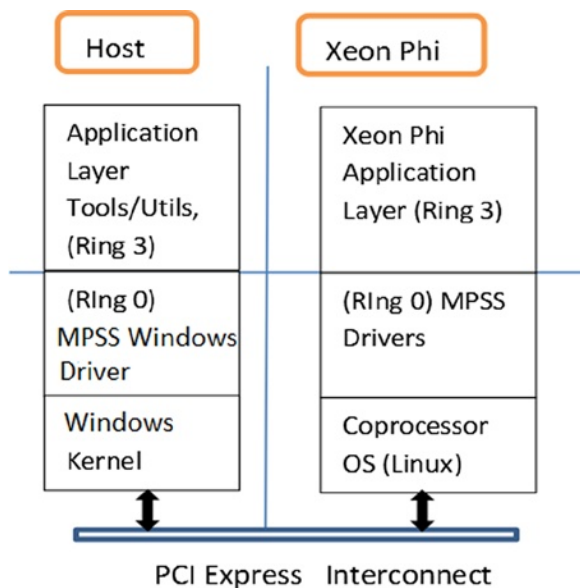 Host
Xeon Phi
Application
Layer
Tools/Utils,
(Ring 3)
Xeon Phi
Application
Layer (Ring 3)
(RIng 0)
MPSS Windows
Driver
(RIng 0) MPSS
Drivers
Windows
Kernel
Coprocessor
OS (Linux)
PCI Express Interconnect